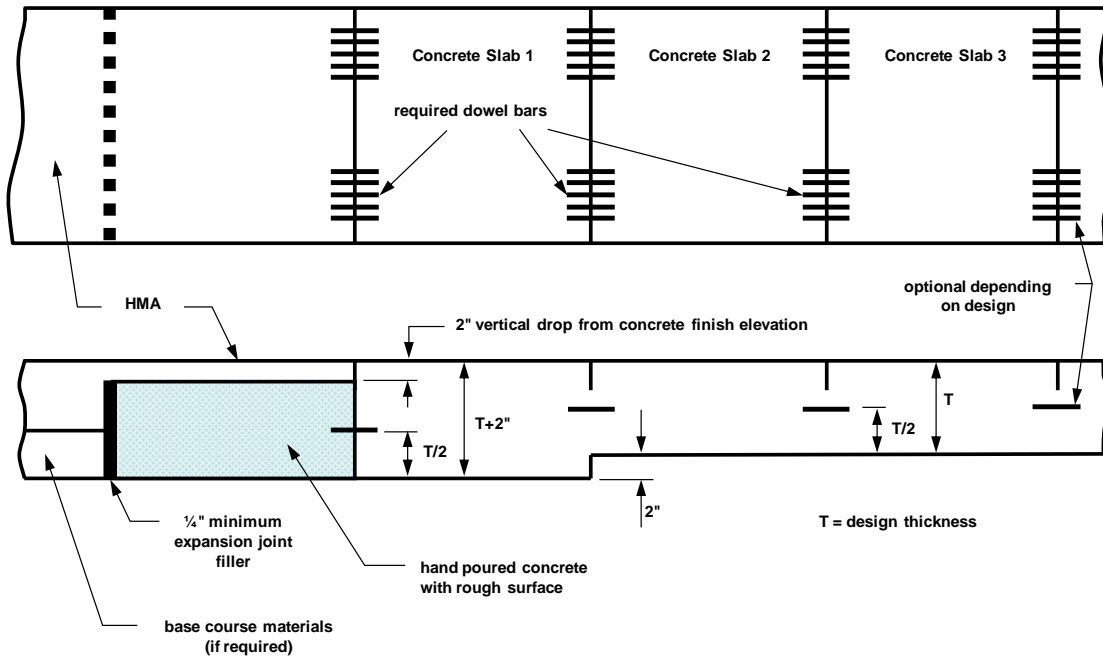 Concrete Slab 1
Concrete Slab 2
Concrete Slab 3
required dowel bars
HMA
2" vertical drop from concrete finish elevation
optional depending
on design
T+2"
T/2
T
T/2
2"
¼" minimum
expansion joint
filler
T = design thickness
hand poured concrete
with rough surface
base course materials
(if required)